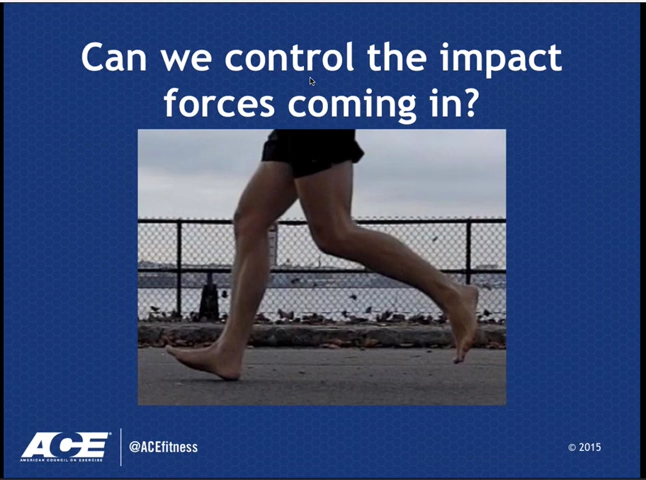 Can we control the impact
forces coming in?
ACE
AMERICAN COUNCIL ON EXERCISE
@ACEfitness
© 2015